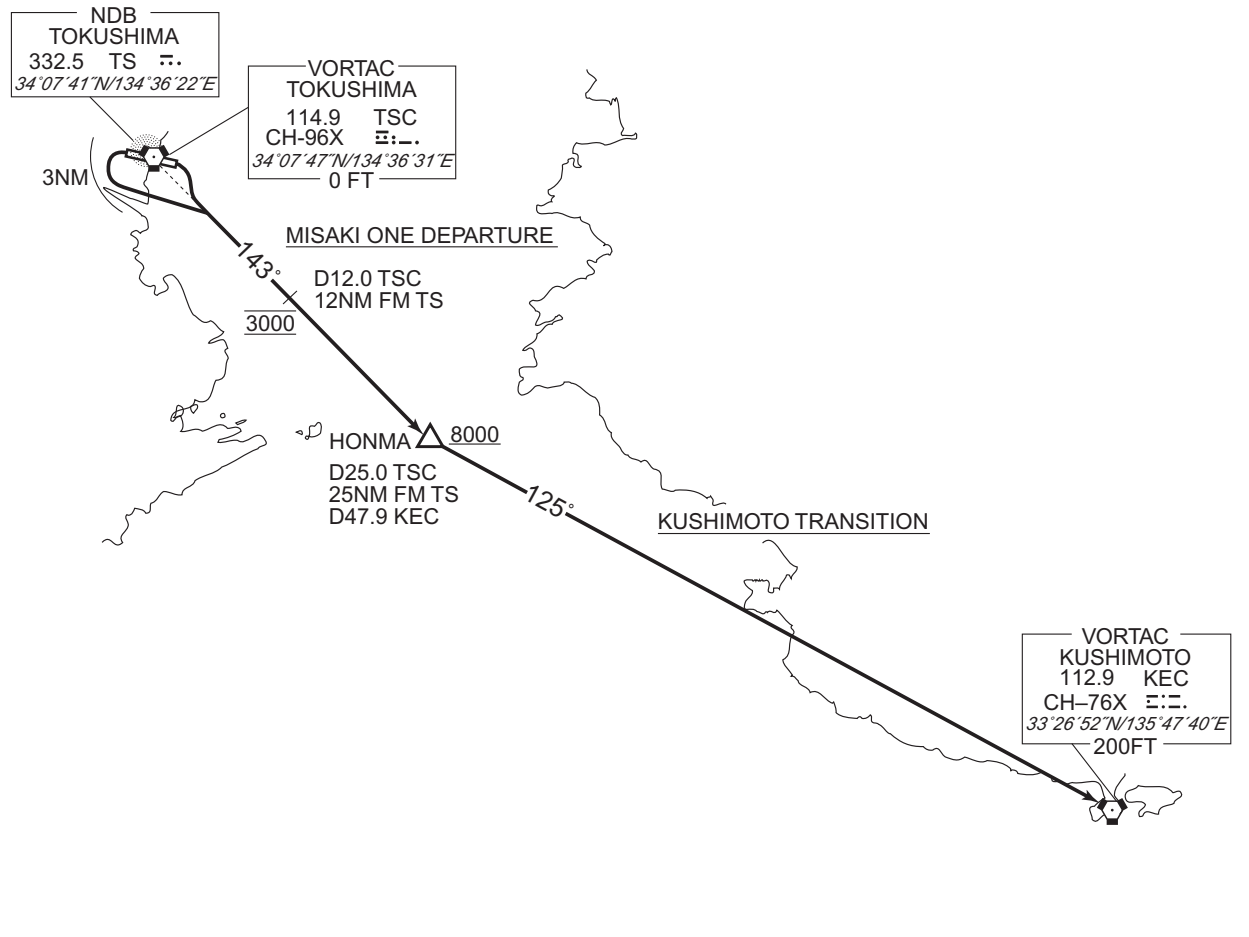 NDB
TOKUSHIMA
332.5 TS
34°07´41˝N/134°36´22˝E
VORTAC
TOKUSHIMA
114.9 TSC
CH-96X
34°07´47˝N/134°36´31˝E
0 FT
3NM
MISAKI ONE DEPARTURE
143°
D12.0 TSC
12NM FM TS
3000
HONMA
8000
D25.0 TSC
25NM FM TS
D47.9 KEC
125°
KUSHIMOTO TRANSITION
VORTAC
KUSHIMOTO
112.9 KEC
CH–76X
33°26´52˝N/135°47´40˝E
200FT